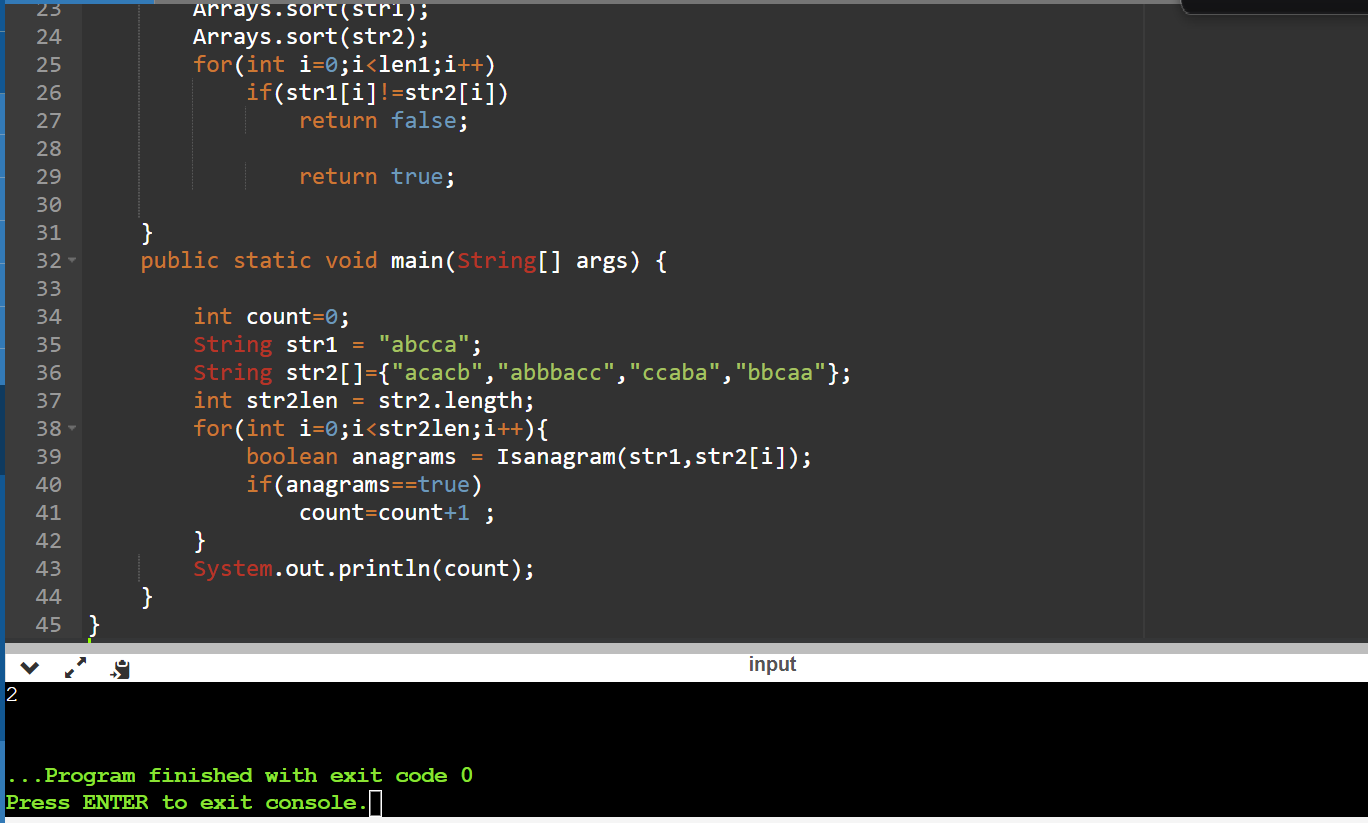 23 Arrays.sort(str1);
24 Arrays.sort(str2);
25 for(int i=0;i<len1;i++)
26 if(str1[i]!=str2[i])
27 return false;
28
29 return true;
30
31 }
32 public static void main(String[] args) {
33
34 int count=0;
35 String str1 = "abcca";
36 String str2[]={"acacb","abbbacc","ccaba","bbcaa"};
37 int str2len = str2.length;
38 for(int i=0;i<str2len;i++){
39 boolean anagrams = Isanagram(str1,str2[i]);
40 if(anagrams==true)
41 count=count+1 ;
42 }
43 System.out.println(count);
44 }
45 }
input
2
...Program finished with exit code 0
Press ENTER to exit console.